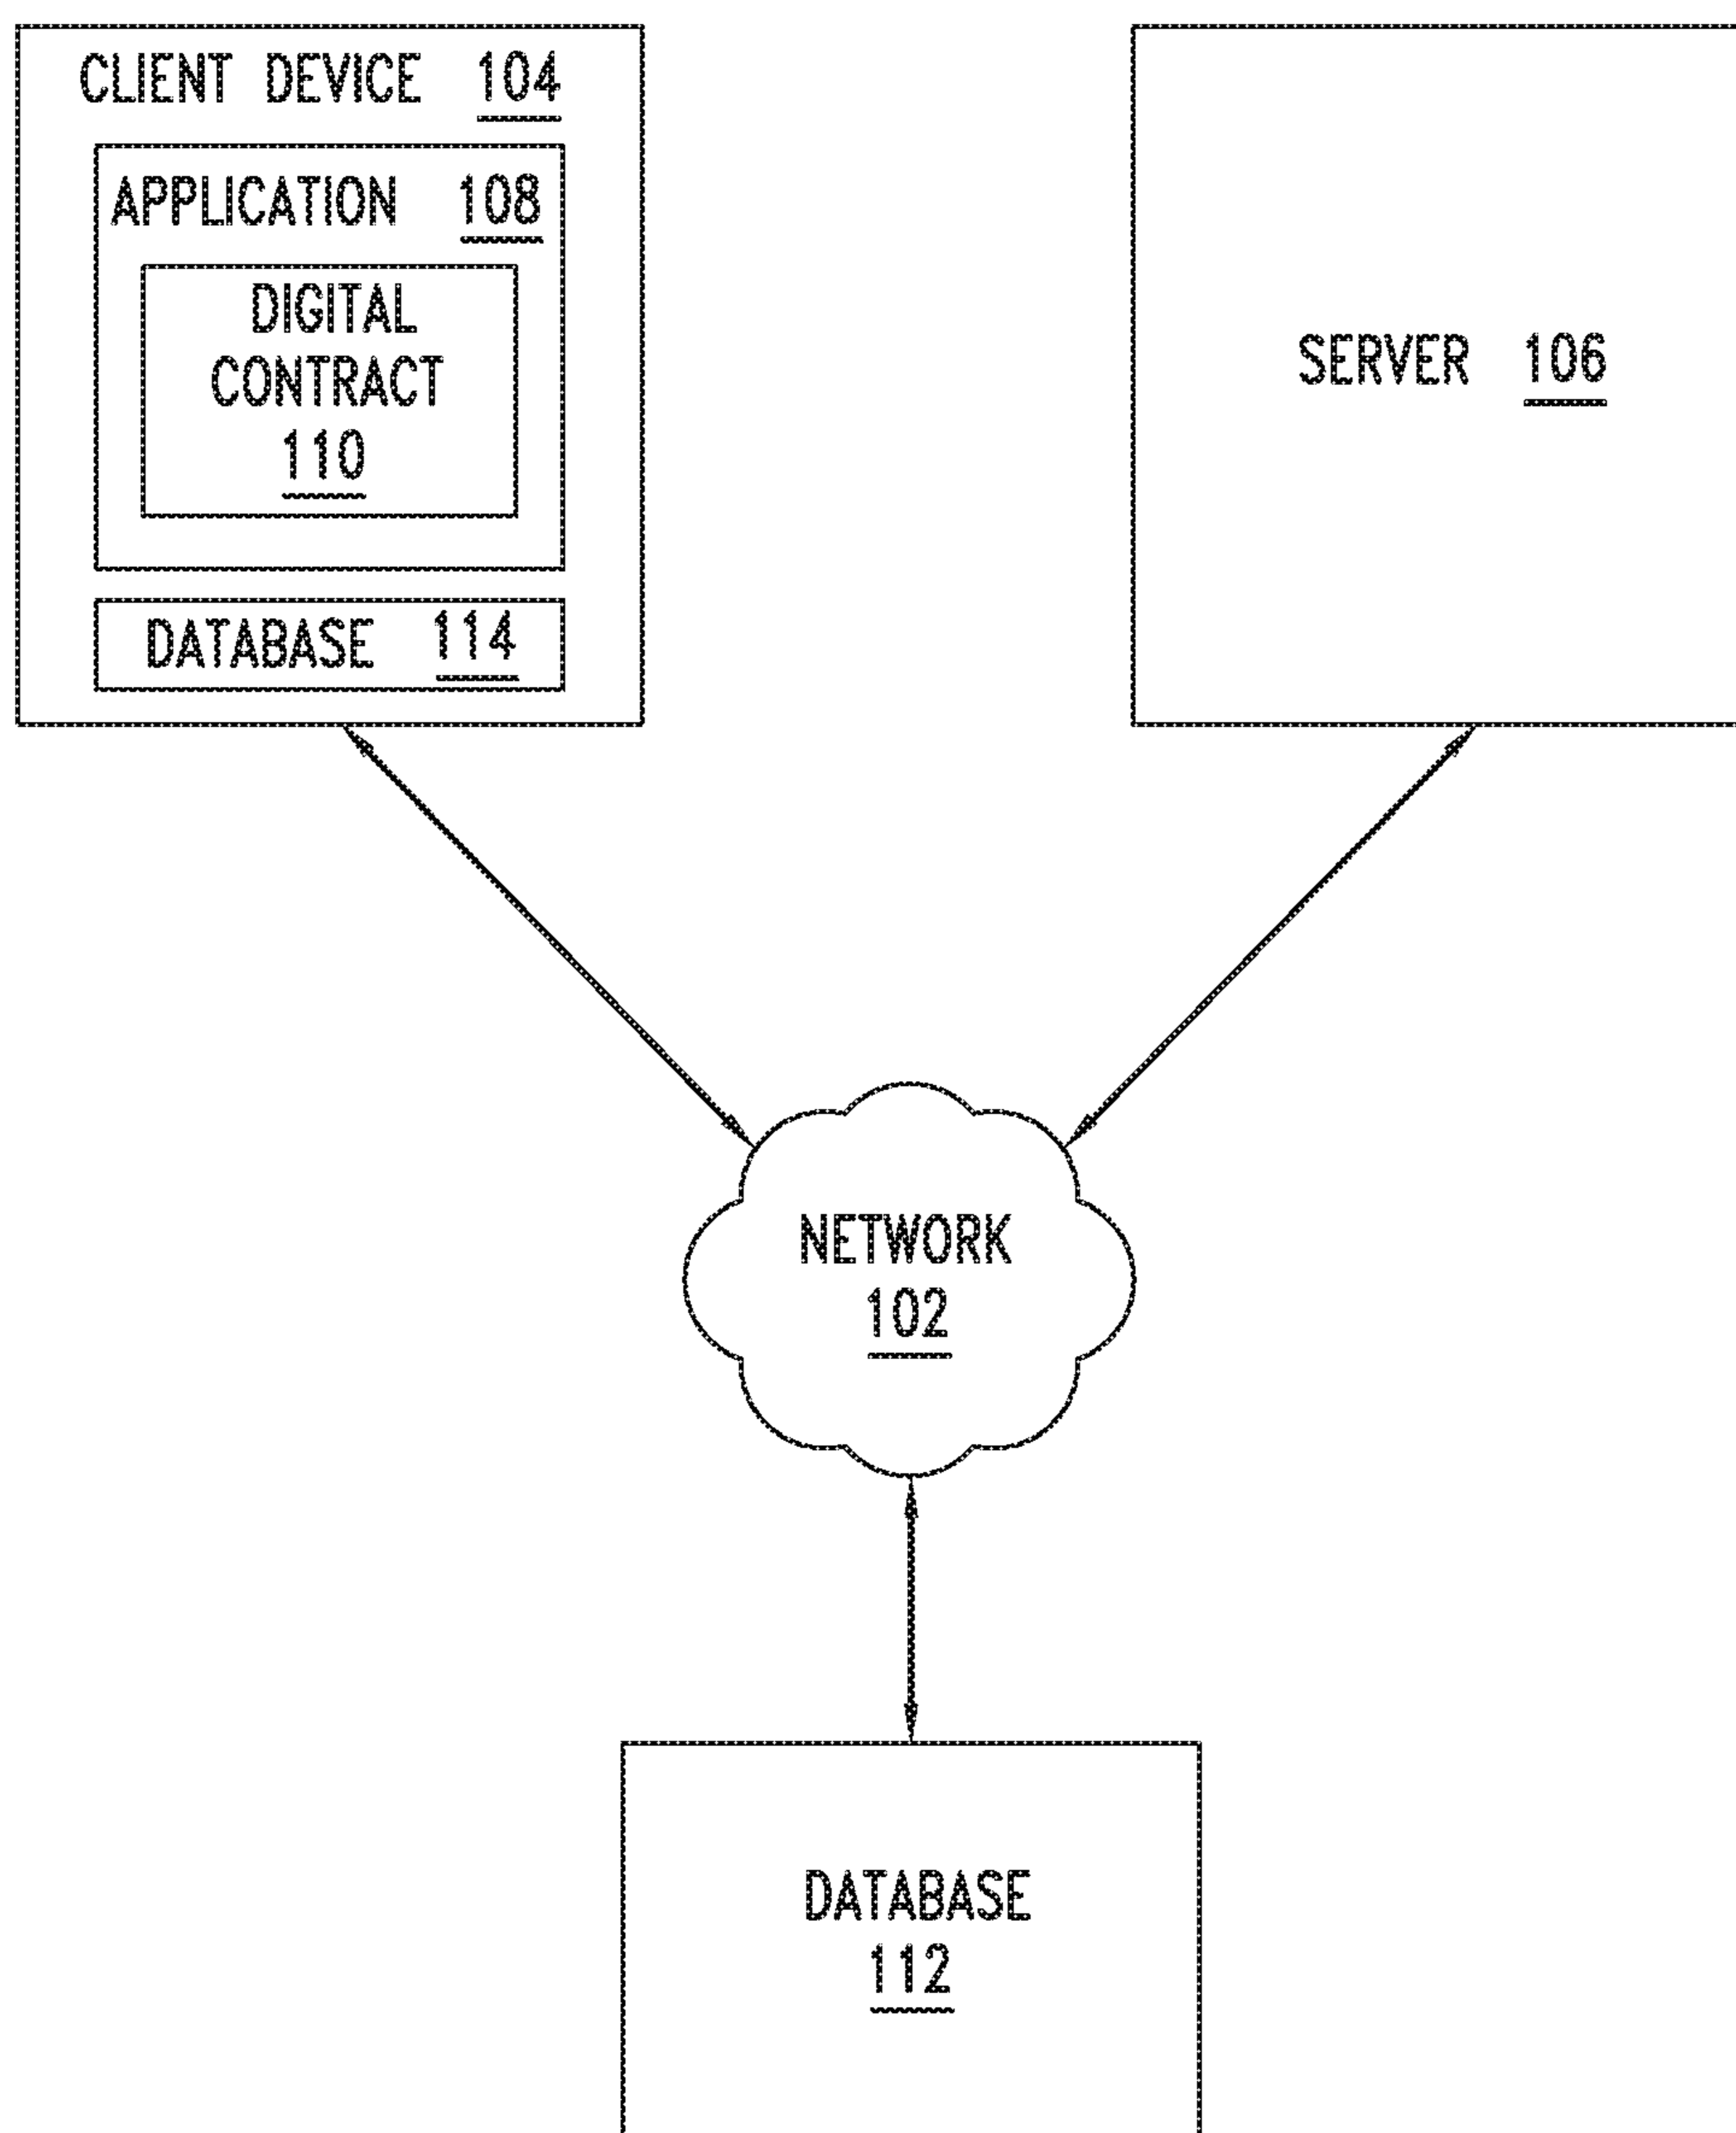 CLIENT DEVICE 104
APPLICATION 108
DIGITAL
CONTRACT
110
DATABASE 114
SERVER 106
NETWORK
102
DATABASE
112